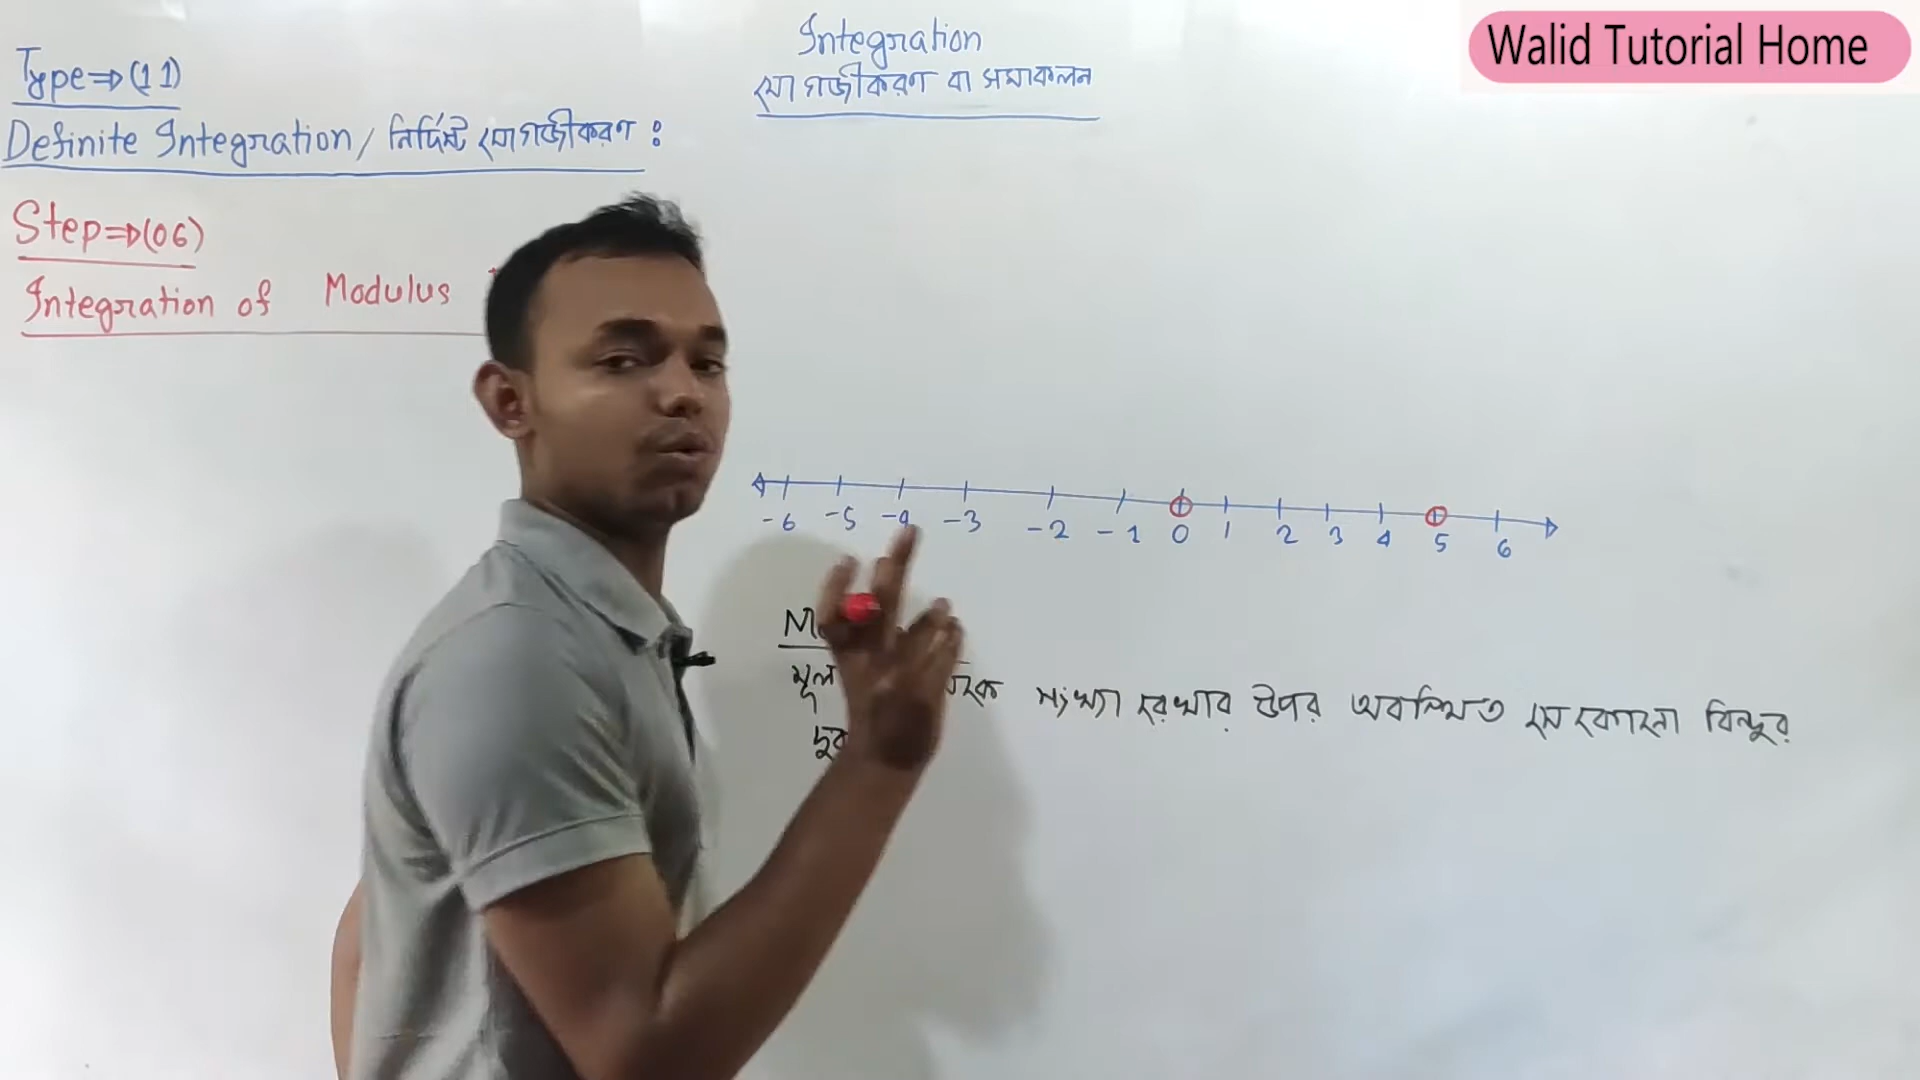 Integration
যোগজীকরণ বা সমাকলন
Walid Tutorial Home
Type⇒(11)
Definite Integration/নির্দিষ্ট যোগজীকরণ :
Step⇒(06)
Integration of Modulus
-6 -5 -4 -3 -2 -1 0 1 2 3 4 5 6
সংখ্যা রেখার উপর অবস্থিত যে কোনো বিন্দুর